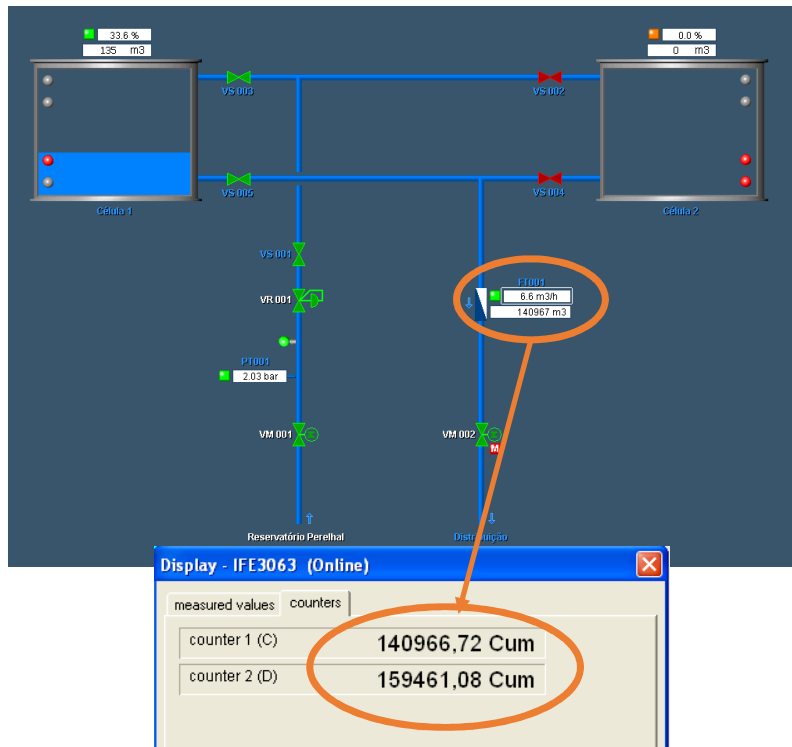 33.6 %
135 m3
0.0 %
0 m3
VS 003
VS 002
VS 005
VS 004
Célula 1
Célula 2
VS 001
VR 001
FT001
6.6 m3/h
140967 m3
PT001
2.03 bar
VM 001
VM 002
M
Reservatório Perelhal
Distribuição
Display - IFE3063 (Online)
measured values
counters
counter 1 (C)
140966,72 Cum
counter 2 (D)
159461,08 Cum